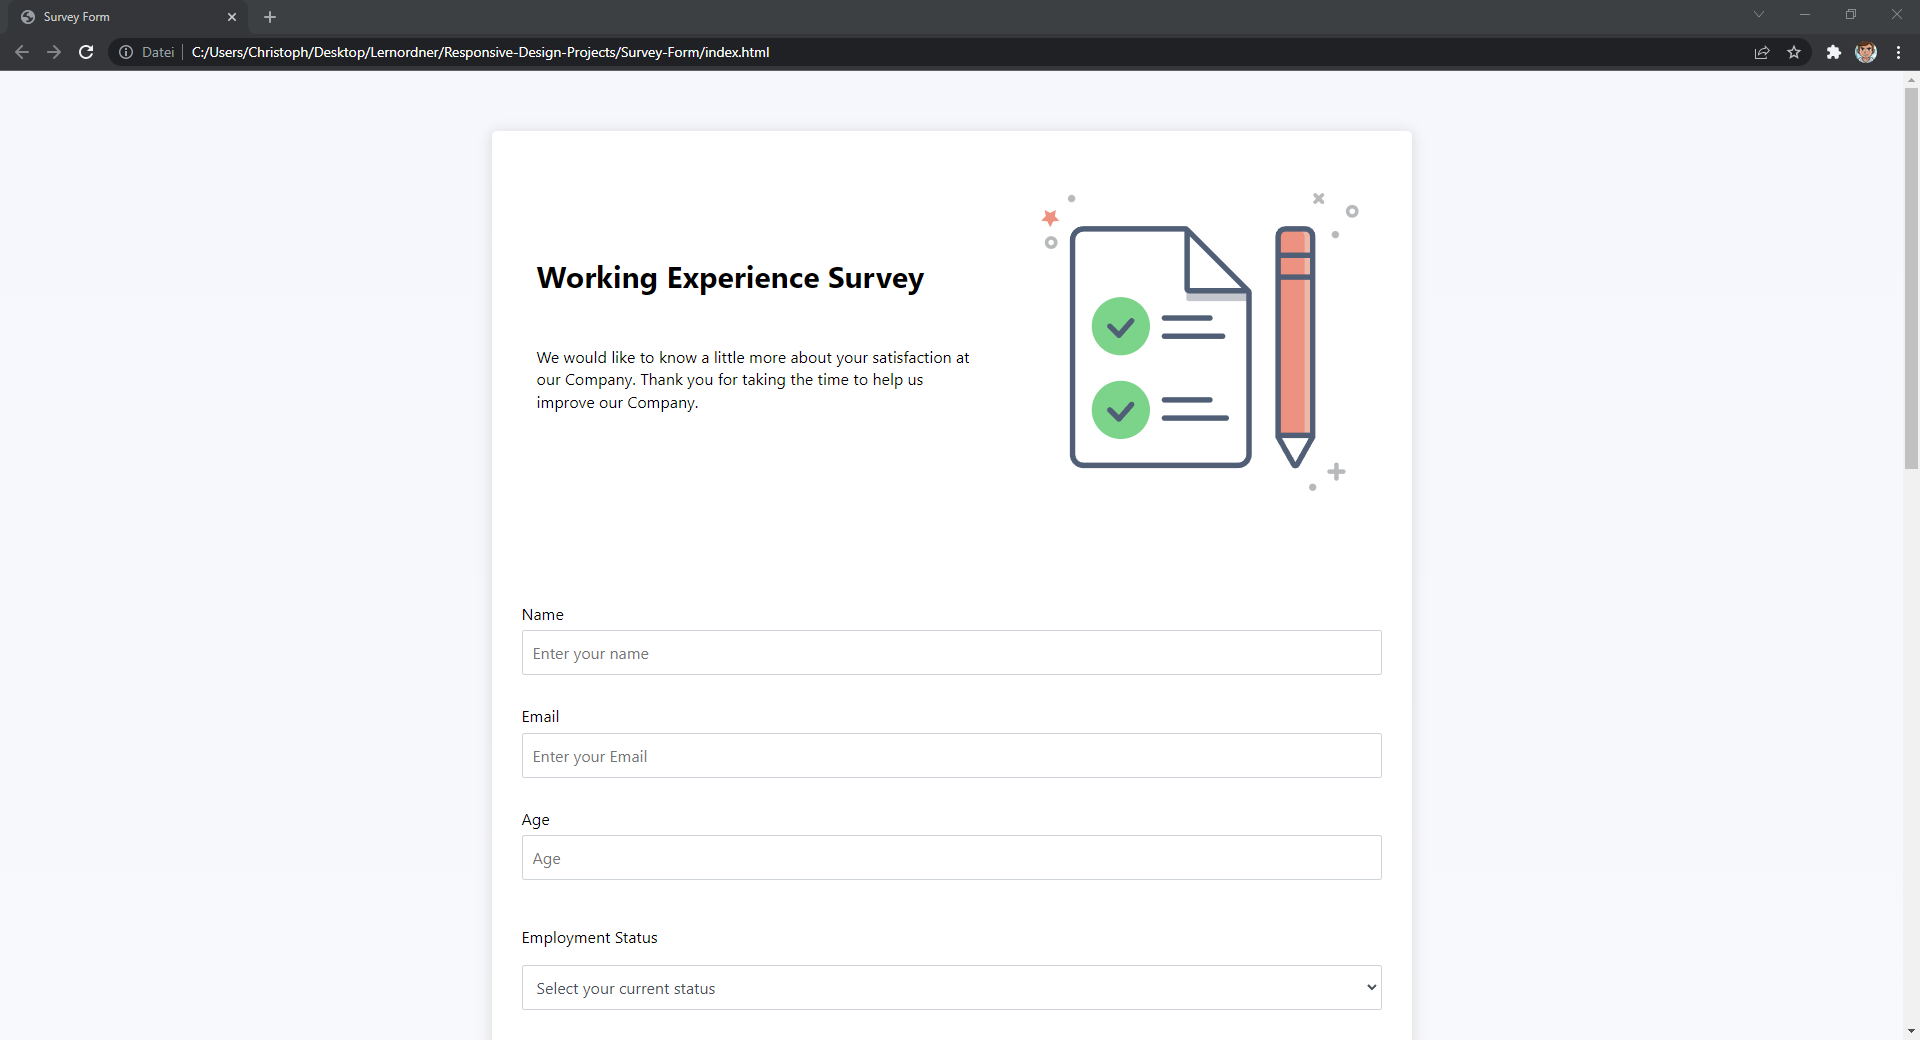 Survey Form
Datei C:/Users/Christoph/Desktop/Lernordner/Responsive-Design-Projects/Survey-Form/index.html
Working Experience Survey
We would like to know a little more about your satisfaction at
our Company. Thank you for taking the time to help us
improve our Company.
Name
Enter your name
Email
Enter your Email
Age
Age
Employment Status
Select your current status